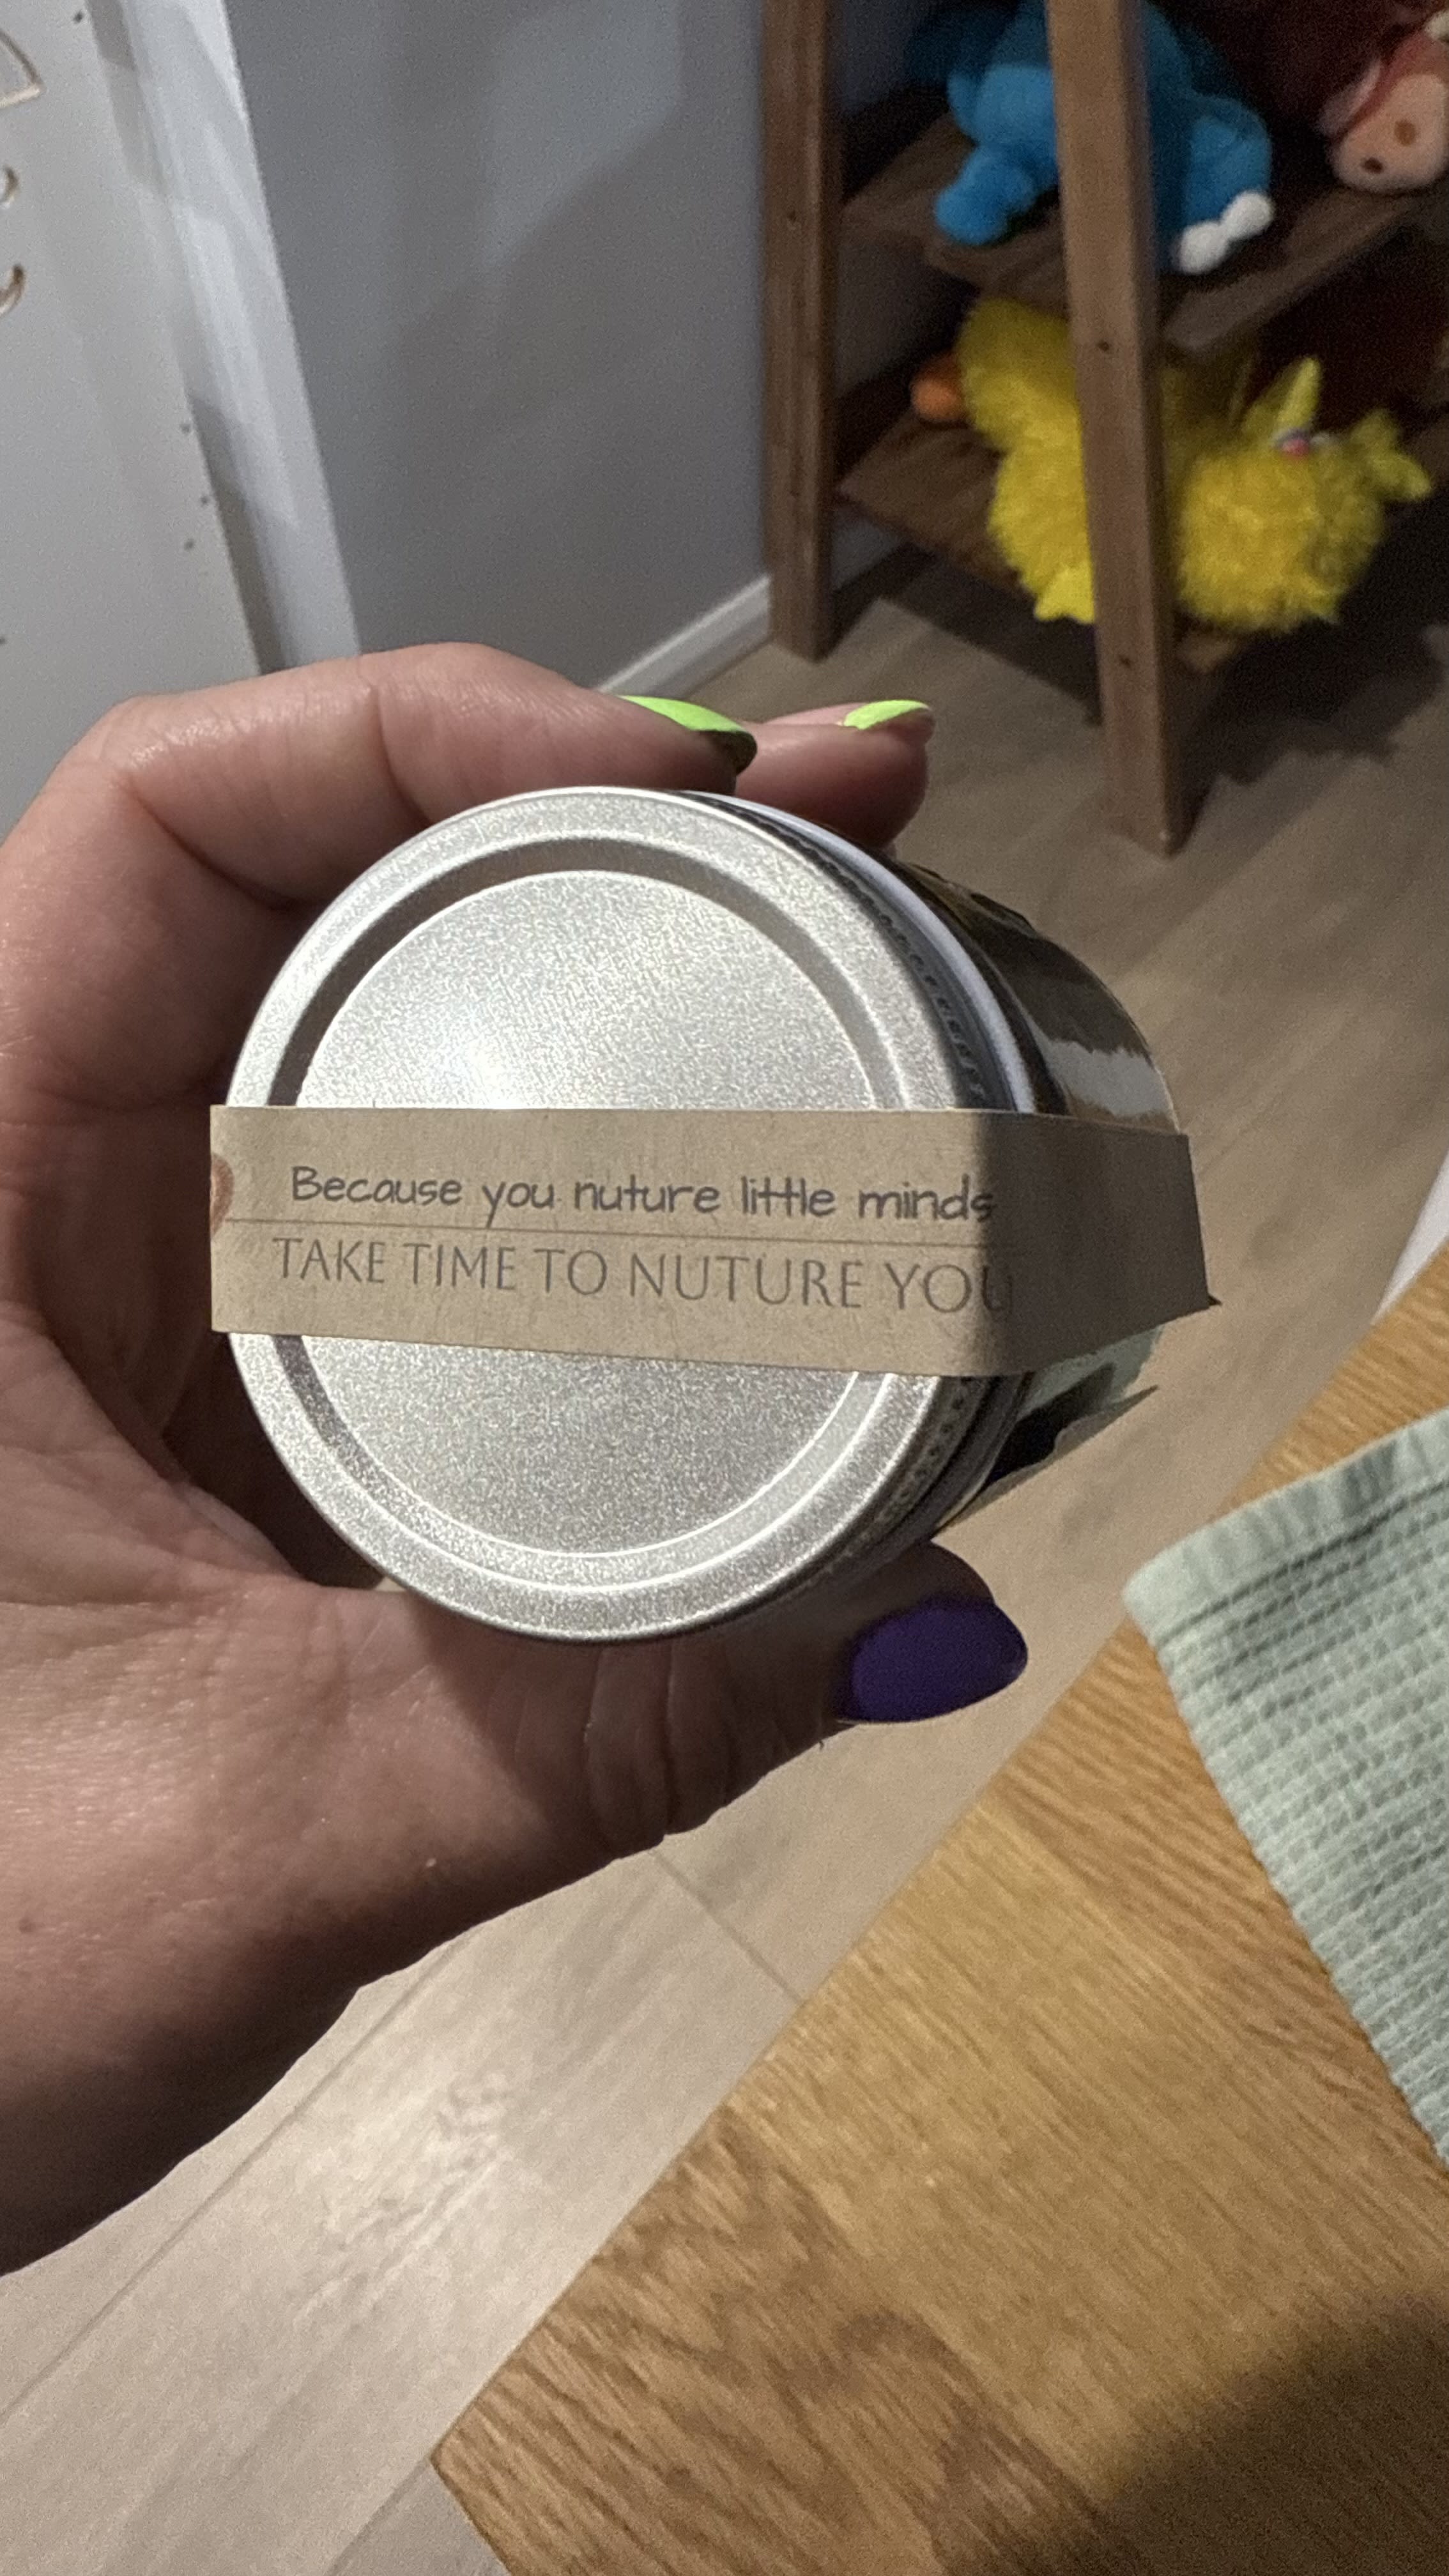 Because you nuture little minds
TAKE TIME TO NUTURE YOU